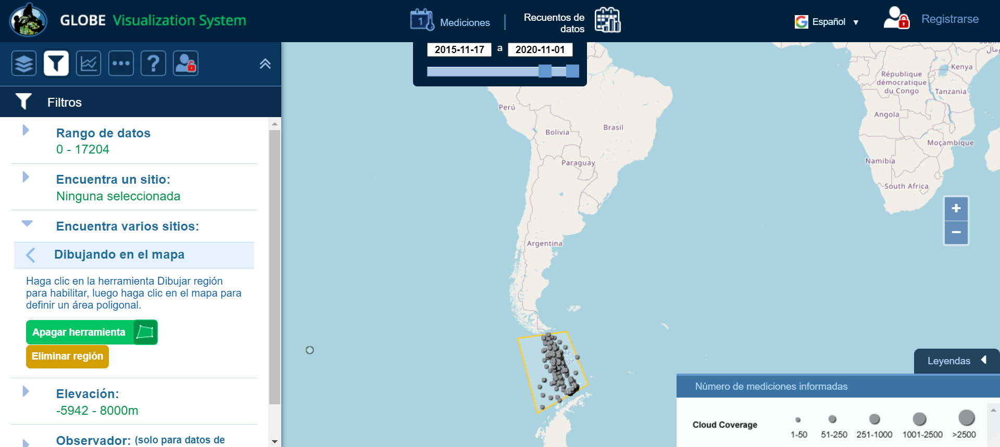 GLOBE Visualization System
1
Mediciones
Recuentos de
datos
Español ▼
Registrarse
2015-11-17 a 2020-11-01
Filtros
Rango de datos
0 - 17204
Encuentra un sitio:
Ninguna seleccionada
Encuentra varios sitios:
Dibujando en el mapa
Haga clic en la herramienta Dibujar región
para habilitar, luego haga clic en el mapa para
definir un área poligonal.
Apagar herramienta
Eliminar región
Elevación:
-5942 - 8000m
Observador: (solo para datos de
Perú
Bolivia
Brasil
Paraguay
Argentina
Kenya
République
démocratique
du Congo
Tanzania
Angola
Moçambique
Namibia
South Africa
+
−
Leyendas
Número de mediciones informadas
Cloud Coverage
1-50 51-250 251-1000 1001-2500 >2500